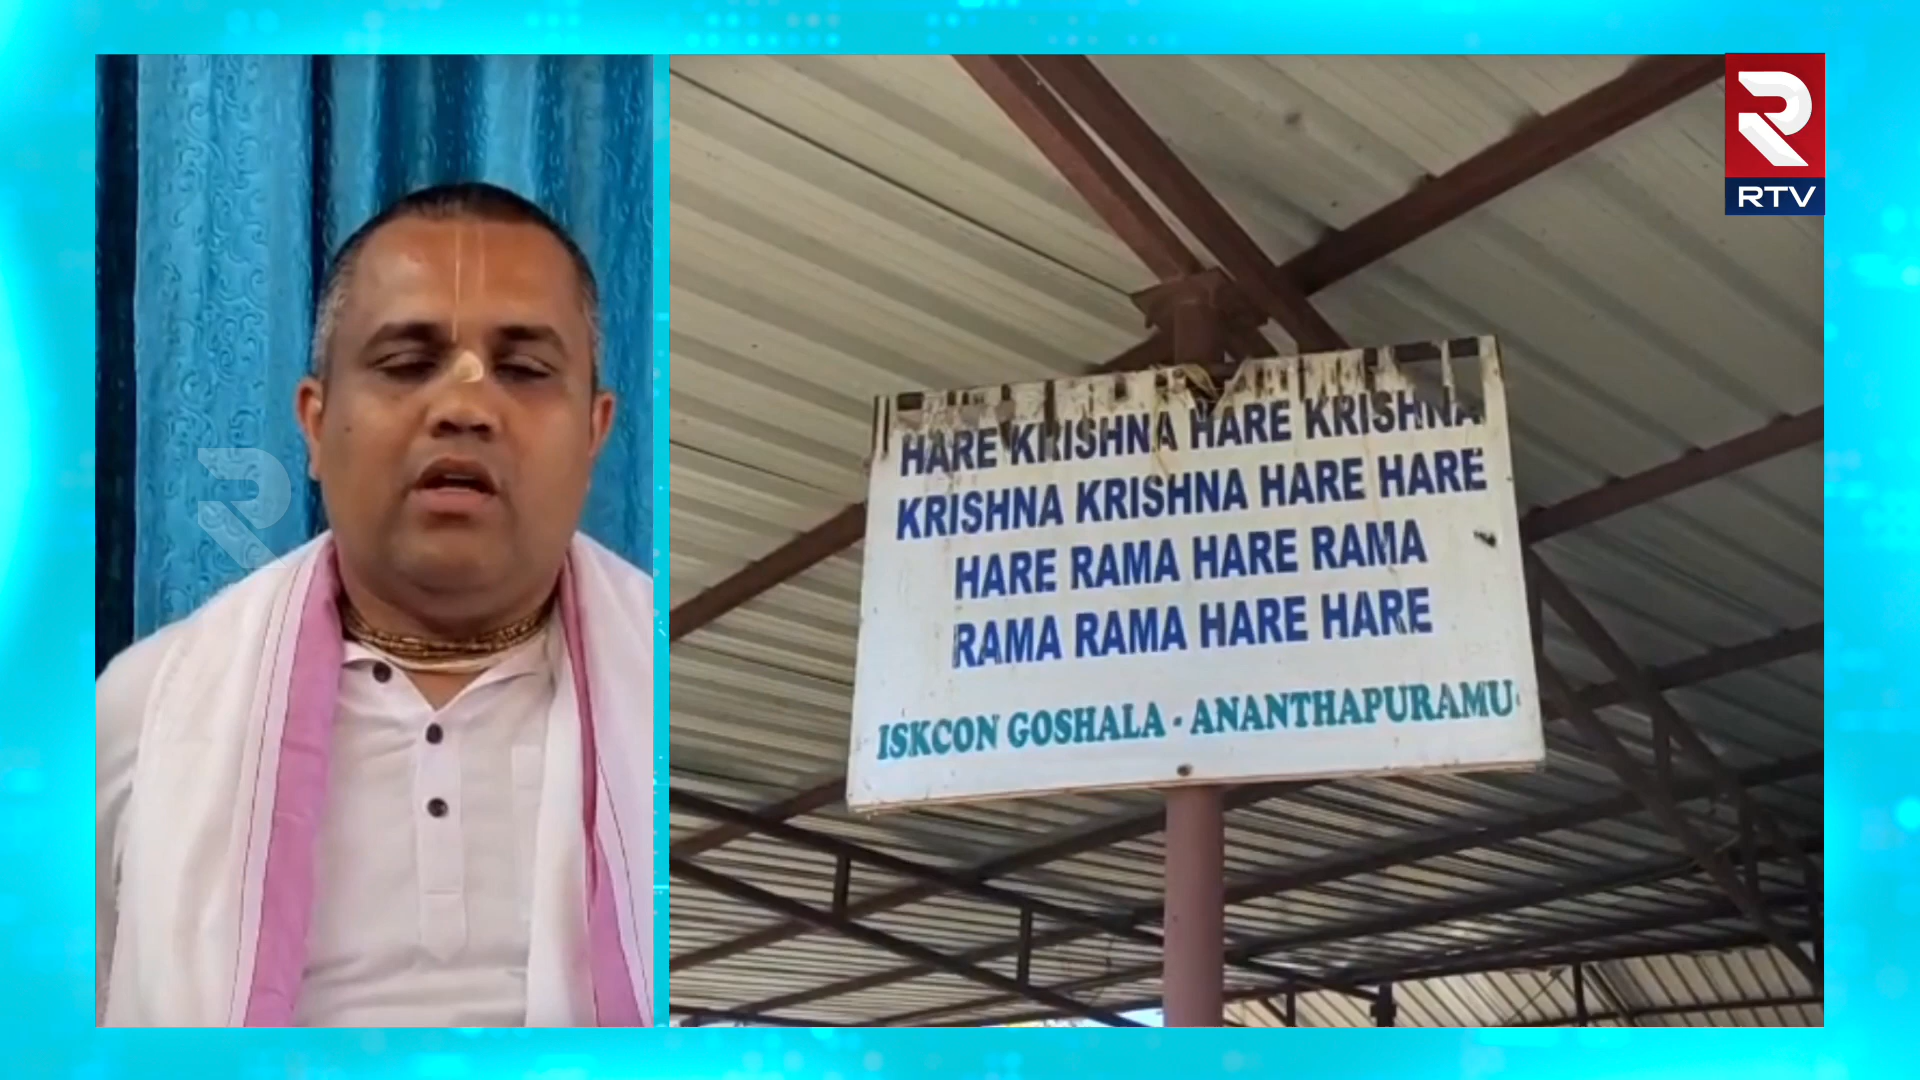 RTV
HARE KRISHNA HARE KRISHNA
KRISHNA KRISHNA HARE HARE
HARE RAMA HARE RAMA
RAMA RAMA HARE HARE
ISKCON GOSHALA - ANANTHAPURAMU